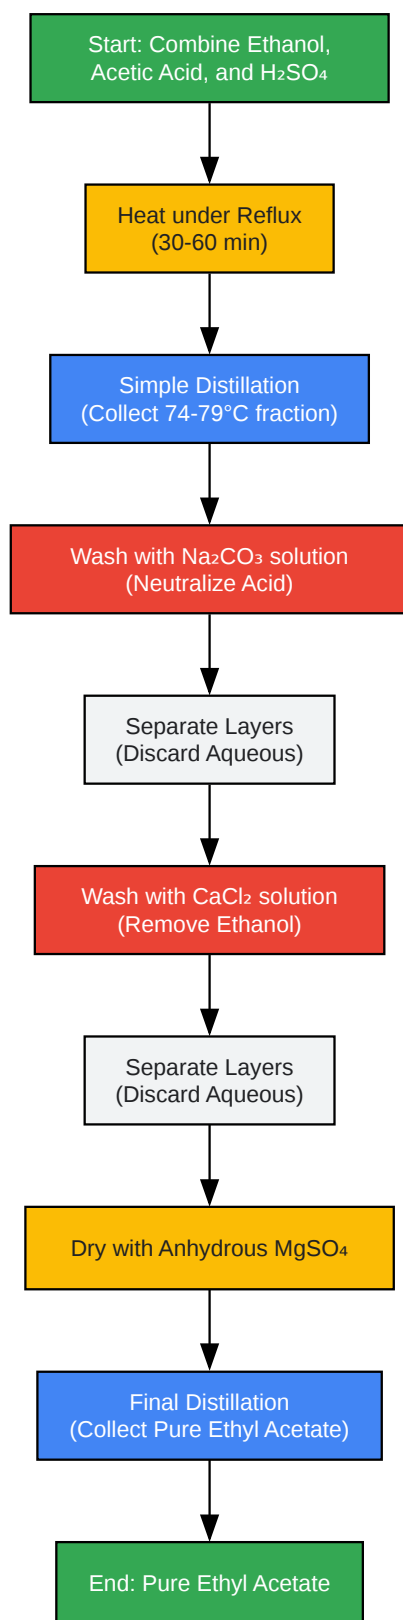 Start: Combine Ethanol,
Acetic Acid, and H₂SO₄
Heat under Reflux
(30-60 min)
Simple Distillation
(Collect 74-79°C fraction)
Wash with Na₂CO₃ solution
(Neutralize Acid)
Separate Layers
(Discard Aqueous)
Wash with CaCl₂ solution
(Remove Ethanol)
Separate Layers
(Discard Aqueous)
Dry with Anhydrous MgSO₄
Final Distillation
(Collect Pure Ethyl Acetate)
End: Pure Ethyl Acetate